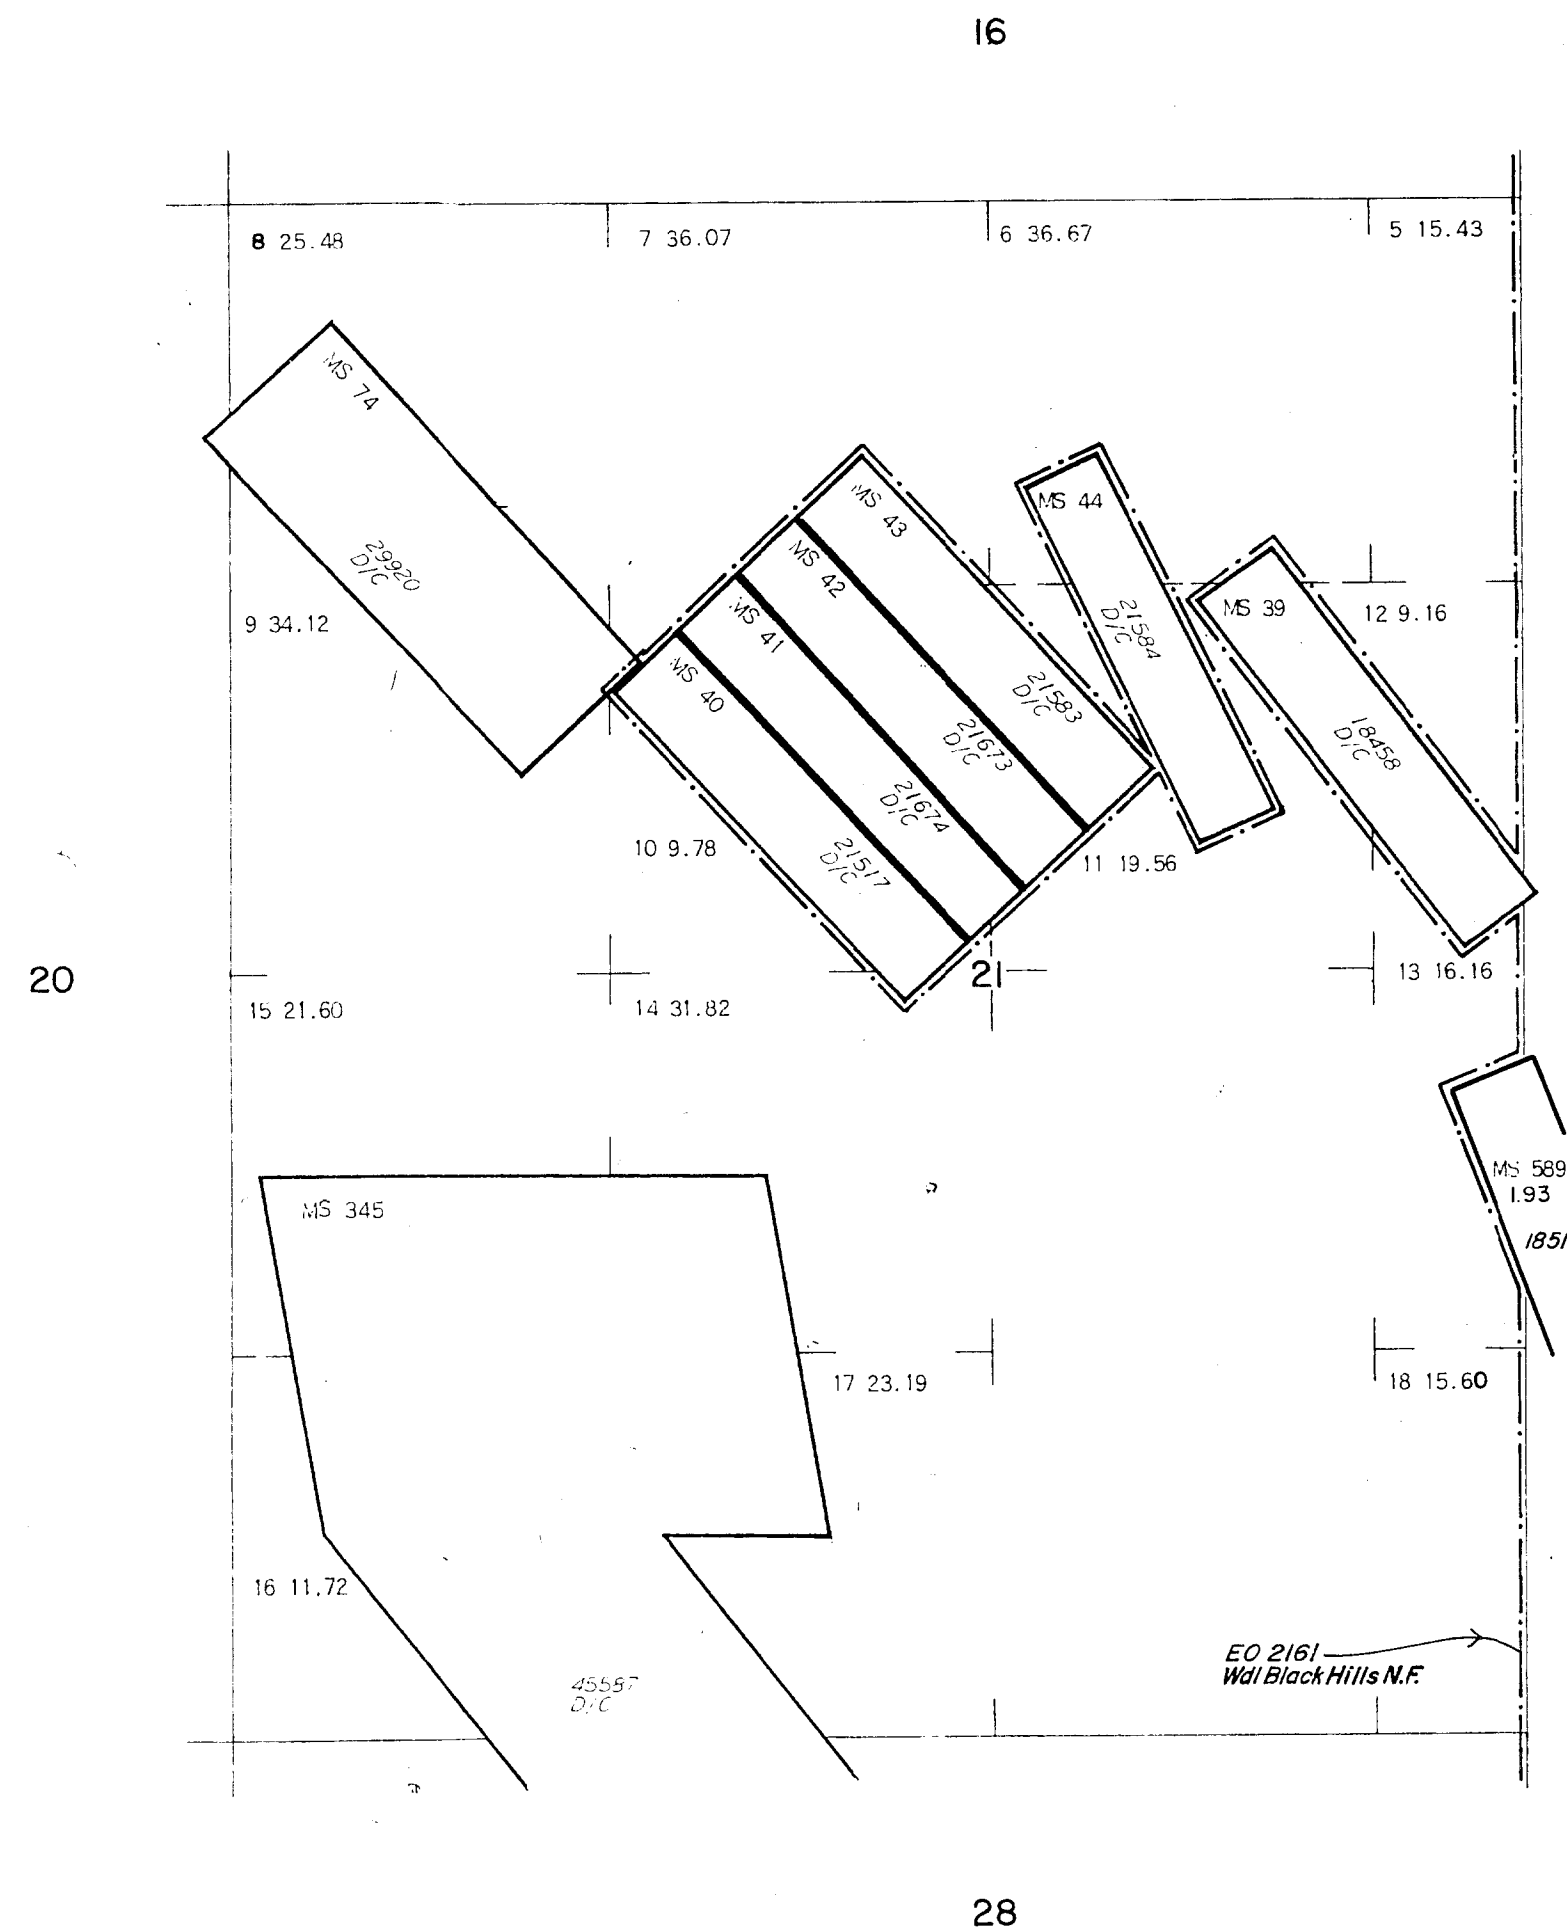 16
8 25.48
7 36.07
6 36.67
5 15.43
MS 74
29920
D/C
MS 43
MS 42
MS 41
MS 40
MS 44
MS 39
21584
D/C
21583
D/C
21673
D/C
21674
D/C
21517
D/C
18458
D/C
9 34.12
12 9.16
10 9.78
11 19.56
20
21
13 16.16
15 21.60
14 31.82
MS 345
MS 589
1.93
1851
17 23.19
18 15.60
16 11.72
45587
D/C
EO 2161
Wdl Black Hills N.F.
28